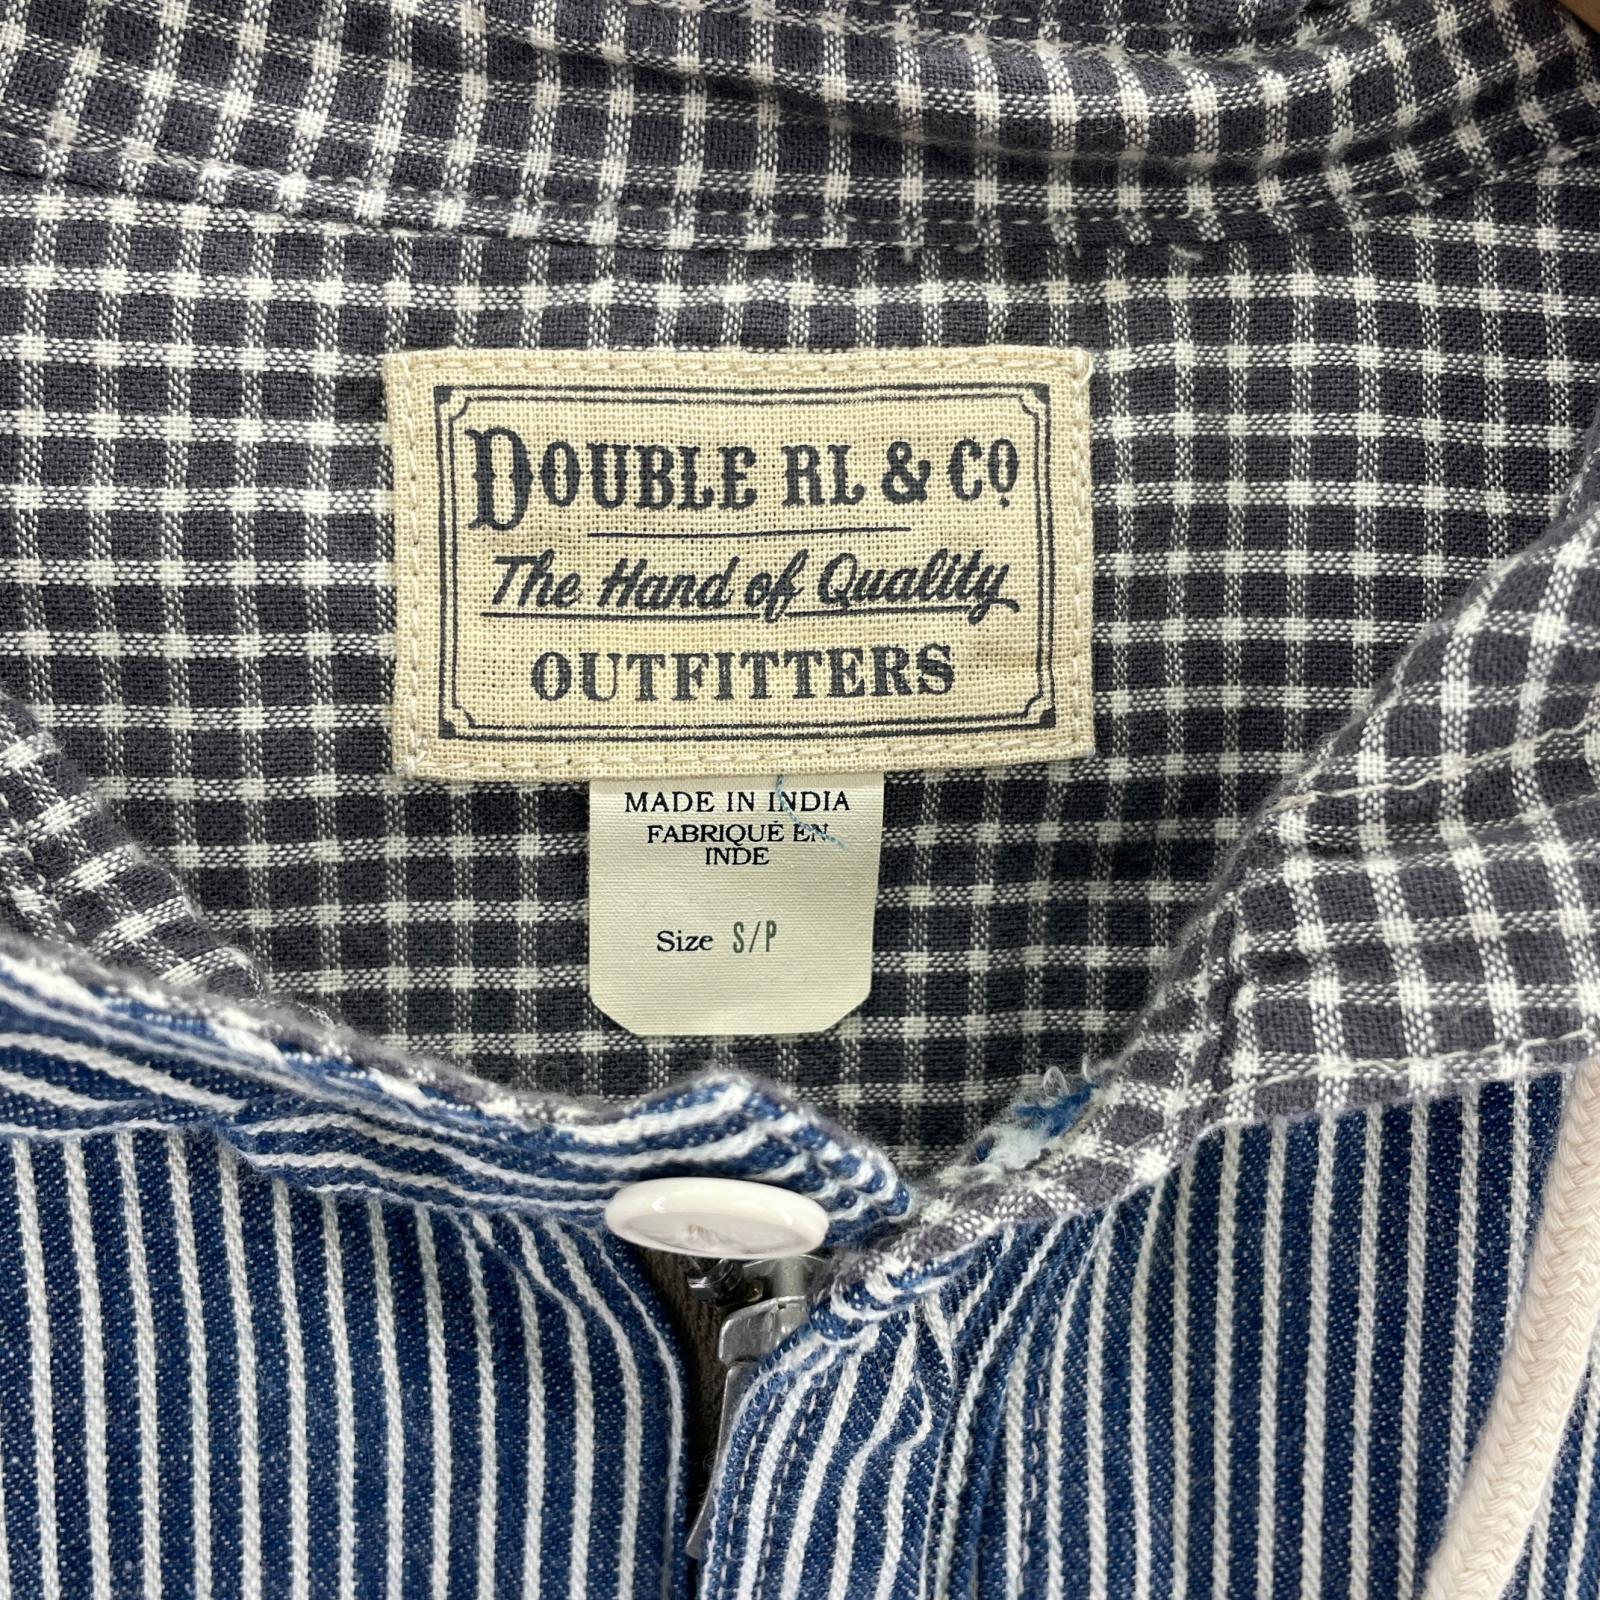 DOUBLE RL & CO
The Hand of Quality
OUTFITTERS
MADE IN INDIA
FABRIQUÉ EN
INDE
Size S/P